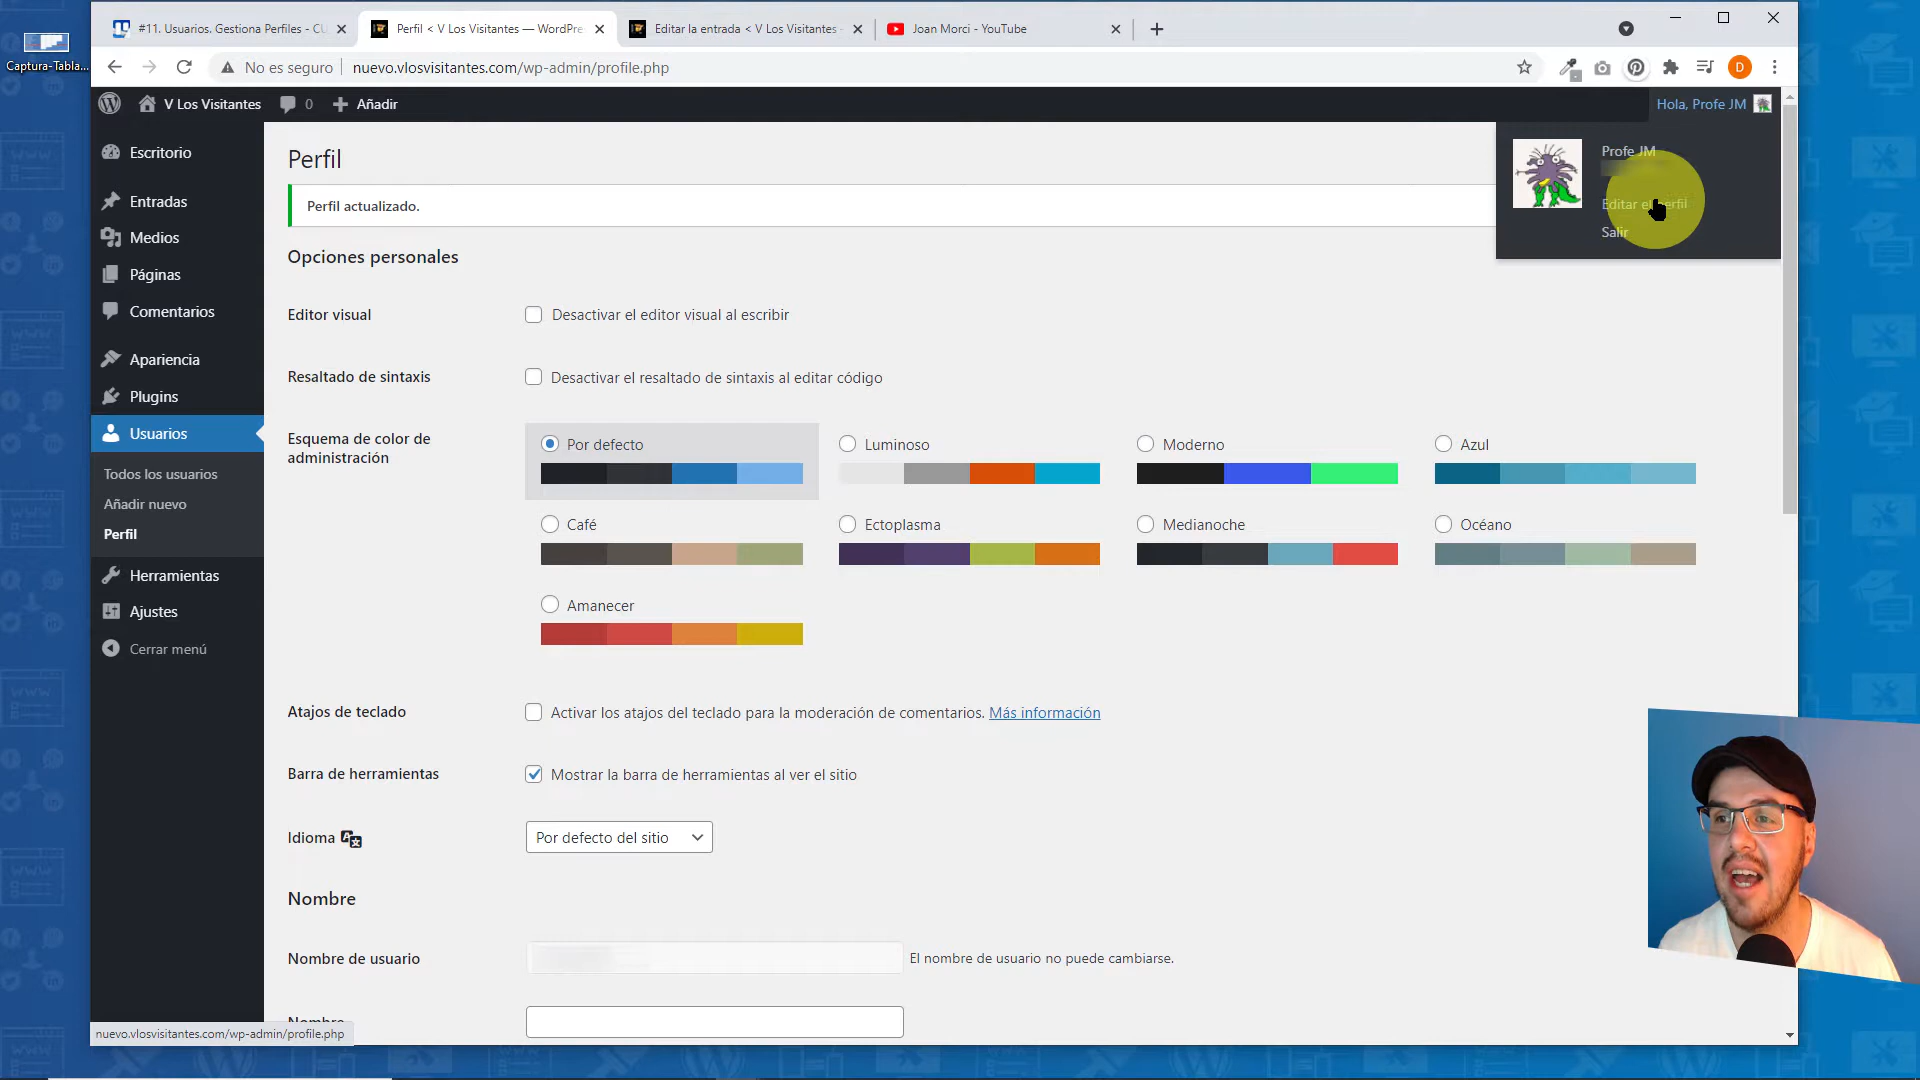 Captura-Tabla...
#11. Usuarios. Gestiona Perfiles - CU
Perfil < V Los Visitantes — WordPre
Editar la entrada < V Los Visitantes -
Joan Morci - YouTube
No es seguro
nuevo.vlosvisitantes.com/wp-admin/profile.php
D
V Los Visitantes
0
Añadir
Hola, Profe JM
Profe JM
Editar el perfil
Salir
Escritorio
Entradas
Medios
Páginas
Comentarios
Apariencia
Plugins
Usuarios
Todos los usuarios
Añadir nuevo
Perfil
Herramientas
Ajustes
Cerrar menú
Perfil
Perfil actualizado.
Opciones personales
Editor visual
Desactivar el editor visual al escribir
Resaltado de sintaxis
Desactivar el resaltado de sintaxis al editar código
Esquema de color de
administración
Por defecto
Luminoso
Moderno
Azul
Café
Ectoplasma
Medianoche
Océano
Amanecer
Atajos de teclado
Activar los atajos del teclado para la moderación de comentarios. Más información
Barra de herramientas
Mostrar la barra de herramientas al ver el sitio
Idioma
Por defecto del sitio
Nombre
Nombre de usuario
El nombre de usuario no puede cambiarse.
Nombre
nuevo.vlosvisitantes.com/wp-admin/profile.php